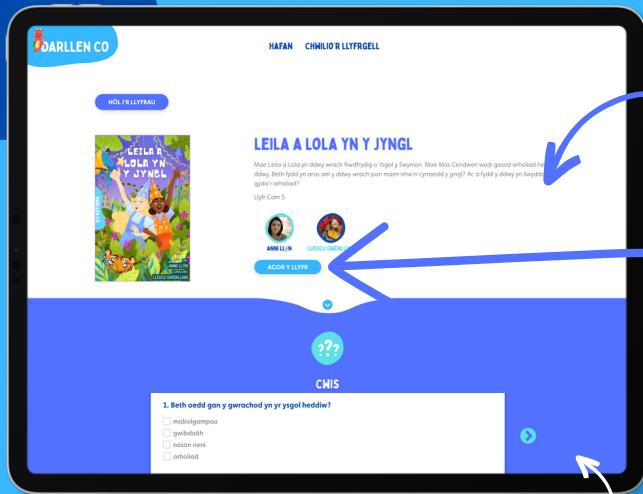 DARLLEN CO
HAFAN CHWILIO'R LLYFRGELL
NÔL I'R LLYFRAU
LEILA A
LOLA YN
Y JYNGL
ANNI LLŶN
LLEUCU GWENLLIAN
LEILA A LOLA YN Y JYNGL
Mae Leila a Lola yn ddwy wrach frwdfrydig o Ysgol y Swynion. Mae Miss Ceridwen wedi gosod arholiad
ddwy. Beth fydd yn aros am y ddwy wrach pan maen nhw'n cyrraedd y jyngl? Ac a fydd y ddwy yn
gyda'r arholiad?
Llyfr Cam 5
ANNI LLŶN LLEUCU
AGOR Y LLYFR
???
CWIS
1. Beth oedd gan y gwrachod yn yr ysgol heddiw?
mabolgampau
gwibdaith
noson rieni
arholiad